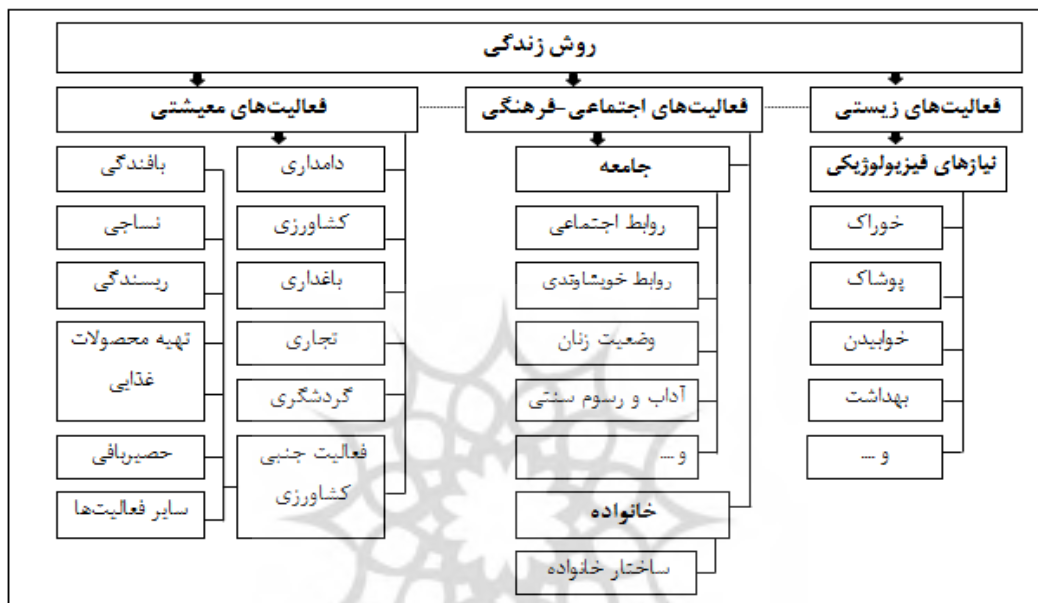 روش زندگی
فعالیت‌های زیستی
فعالیت‌های اجتماعی-فرهنگی
فعالیت‌های معیشتی
نیازهای فیزیولوژیکی
خوراک
پوشاک
خوابیدن
بهداشت
و ....
جامعه
روابط اجتماعی
روابط خویشاوندی
وضعیت زنان
آداب و رسوم سنتی
و ....
خانواده
ساختار خانواده
دامداری
کشاورزی
باغداری
تجاری
گردشگری
فعالیت جنبی
کشاورزی
بافندگی
نساجی
ریسندگی
تهیه محصولات
غذایی
حصیربافی
سایر فعالیت‌ها